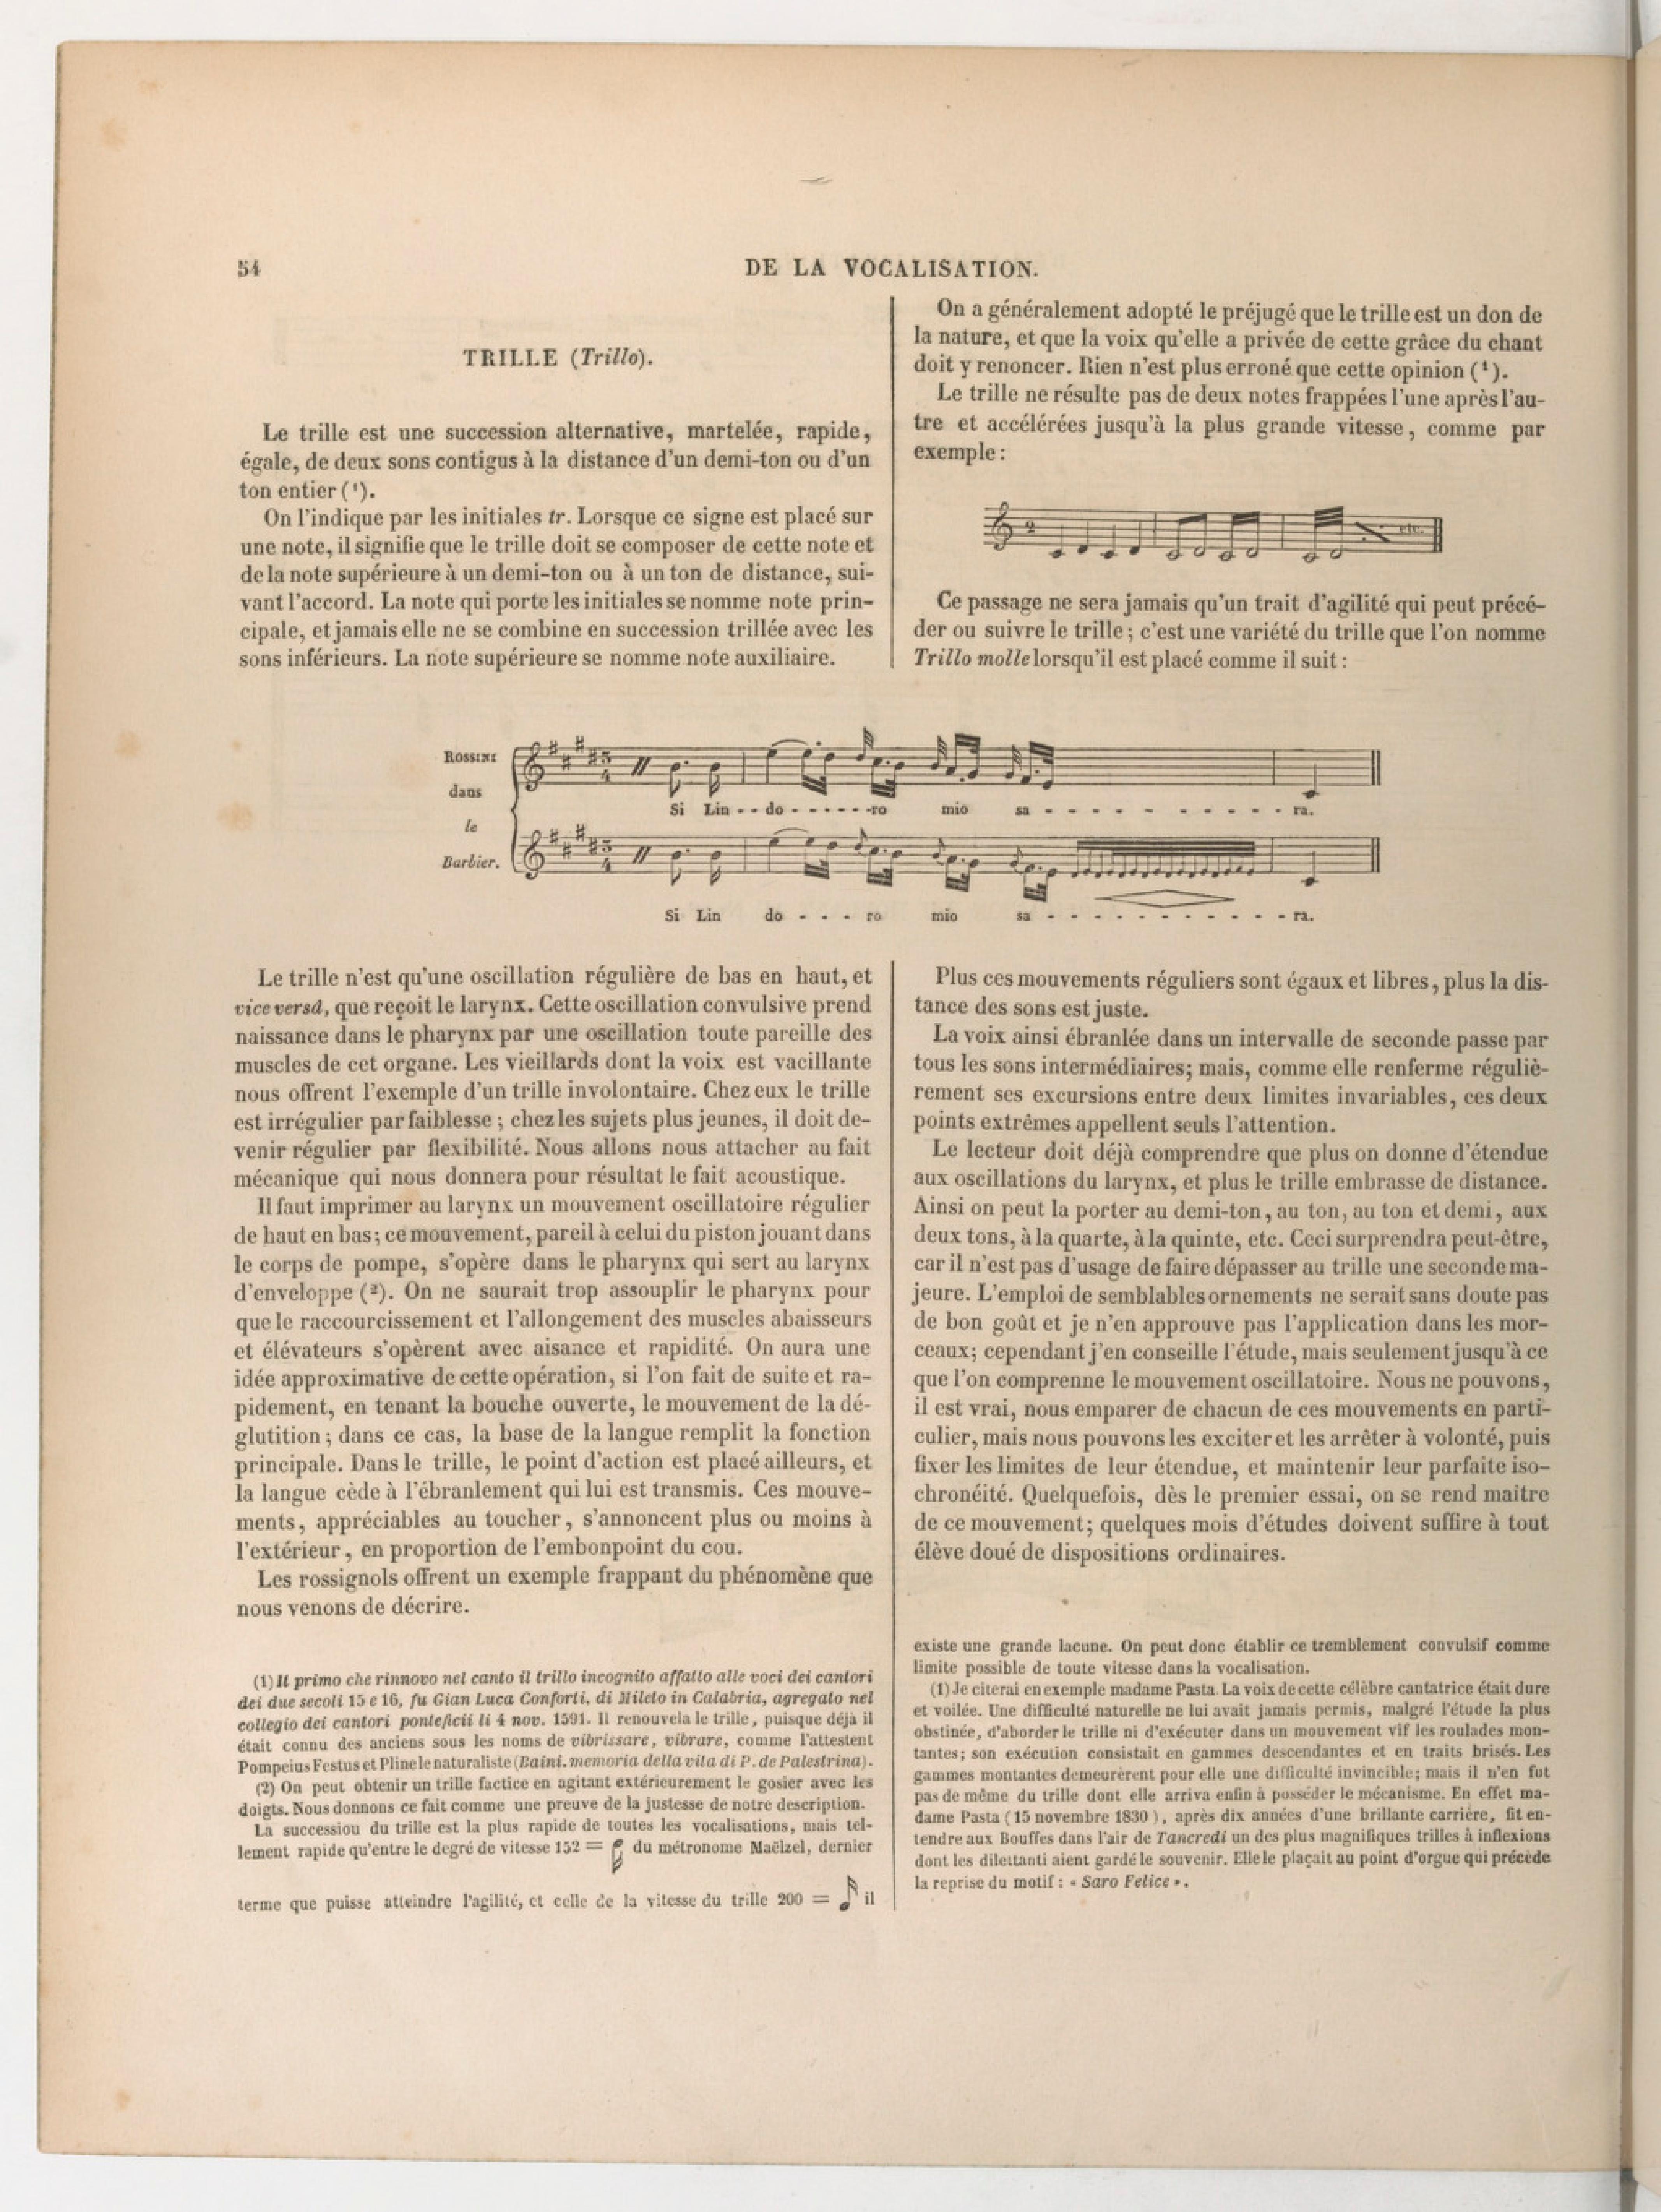 54
DE LA VOCALISATION.
TRILLE (Trillo).
Le trille est une succession alternative, martelée, rapide,
égale, de deux sons contigus à la distance d'un demi-ton ou d'un
ton entier (¹).
On l'indique par les initiales tr. Lorsque ce signe est placé sur
une note, il signifie que le trille doit se composer de cette note et
de la note supérieure à un demi-ton ou à un ton de distance, sui-
vant l'accord. La note qui porte les initiales se nomme note prin-
cipale, et jamais elle ne se combine en succession trillée avec les
sons inférieurs. La note supérieure se nomme note auxiliaire.
On a généralement adopté le préjugé que le trille est un don de
la nature, et que la voix qu'elle a privée de cette grâce du chant
doit y renoncer. Rien n'est plus erroné que cette opinion (¹).
Le trille ne résulte pas de deux notes frappées l'une après l'au-
tre et accélérées jusqu'à la plus grande vitesse, comme par
exemple :
2 etc.
Ce passage ne sera jamais qu'un trait d'agilité qui peut précé-
der ou suivre le trille ; c'est une variété du trille que l'on nomme
Trillo molle lorsqu'il est placé comme il suit :
ROSSINI
dans
le
Barbier.
Si Lin - - do - - - - - -ro mio sa - - - - - - - - - - - ra.
Si Lin do - - - ro mio sa - - - - - - - - - - - ra.
Le trille n'est qu'une oscillation régulière de bas en haut, et
vice versâ, que reçoit le larynx. Cette oscillation convulsive prend
naissance dans le pharynx par une oscillation toute pareille des
muscles de cet organe. Les vieillards dont la voix est vacillante
nous offrent l'exemple d'un trille involontaire. Chez eux le trille
est irrégulier par faiblesse ; chez les sujets plus jeunes, il doit de-
venir régulier par flexibilité. Nous allons nous attacher au fait
mécanique qui nous donnera pour résultat le fait acoustique.
Il faut imprimer au larynx un mouvement oscillatoire régulier
de haut en bas ; ce mouvement, pareil à celui du piston jouant dans
le corps de pompe, s'opère dans le pharynx qui sert au larynx
d'enveloppe (²). On ne saurait trop assouplir le pharynx pour
que le raccourcissement et l'allongement des muscles abaisseurs
et élévateurs s'opèrent avec aisance et rapidité. On aura une
idée approximative de cette opération, si l'on fait de suite et ra-
pidement, en tenant la bouche ouverte, le mouvement de la dé-
glutition ; dans ce cas, la base de la langue remplit la fonction
principale. Dans le trille, le point d'action est placé ailleurs, et
la langue cède à l'ébranlement qui lui est transmis. Ces mouve-
ments, appréciables au toucher, s'annoncent plus ou moins à
l'extérieur, en proportion de l'embonpoint du cou.
Les rossignols offrent un exemple frappant du phénomène que
nous venons de décrire.
Plus ces mouvements réguliers sont égaux et libres, plus la dis-
tance des sons est juste.
La voix ainsi ébranlée dans un intervalle de seconde passe par
tous les sons intermédiaires; mais, comme elle renferme réguliè-
rement ses excursions entre deux limites invariables, ces deux
points extrêmes appellent seuls l'attention.
Le lecteur doit déjà comprendre que plus on donne d'étendue
aux oscillations du larynx, et plus le trille embrasse de distance.
Ainsi on peut la porter au demi-ton, au ton, au ton et demi, aux
deux tons, à la quarte, à la quinte, etc. Ceci surprendra peut-être,
car il n'est pas d'usage de faire dépasser au trille une seconde ma-
jeure. L'emploi de semblables ornements ne serait sans doute pas
de bon goût et je n'en approuve pas l'application dans les mor-
ceaux; cependant j'en conseille l'étude, mais seulement jusqu'à ce
que l'on comprenne le mouvement oscillatoire. Nous ne pouvons,
il est vrai, nous emparer de chacun de ces mouvements en parti-
culier, mais nous pouvons les exciter et les arrêter à volonté, puis
fixer les limites de leur étendue, et maintenir leur parfaite iso-
chronéité. Quelquefois, dès le premier essai, on se rend maître
de ce mouvement; quelques mois d'études doivent suffire à tout
élève doué de dispositions ordinaires.
(1) Il primo che rinnovo nel canto il trillo incognito affatto alle voci dei cantori
dei due secoli 15 e 16, fu Gian Luca Conforti, di Mileto in Calabria, agregato nel
collegio dei cantori ponteficii li 4 nov. 1591. Il renouvela le trille, puisque déjà il
était connu des anciens sous les noms de vibrissare, vibrare, comme l'attestent
Pompeius Festus et Pline le naturaliste (Baini. memoria della vita di P. de Palestrina).
(2) On peut obtenir un trille factice en agitant extérieurement le gosier avec les
doigts. Nous donnons ce fait comme une preuve de la justesse de notre description.
La successiou du trille est la plus rapide de toutes les vocalisations, mais tel-
lement rapide qu'entre le degré de vitesse 152 = du métronome Maëlzel, dernier
terme que puisse atteindre l'agilité, et celle de la vitesse du trille 200 = il
existe une grande lacune. On peut donc établir ce tremblement convulsif comme
limite possible de toute vitesse dans la vocalisation.
(1) Je citerai en exemple madame Pasta. La voix de cette célèbre cantatrice était dure
et voilée. Une difficulté naturelle ne lui avait jamais permis, malgré l'étude la plus
obstinée, d'aborder le trille ni d'exécuter dans un mouvement vif les roulades mon-
tantes; son exécution consistait en gammes descendantes et en traits brisés. Les
gammes montantes demeurèrent pour elle une difficulté invincible; mais il n'en fut
pas de même du trille dont elle arriva enfin à posséder le mécanisme. En effet ma-
dame Pasta (15 novembre 1830), après dix années d'une brillante carrière, fit en-
tendre aux Bouffes dans l'air de Tancredi un des plus magnifiques trilles à inflexions
dont les dilettanti aient gardé le souvenir. Elle le plaçait au point d'orgue qui précède
la reprise du motif : « Saro Felice ».